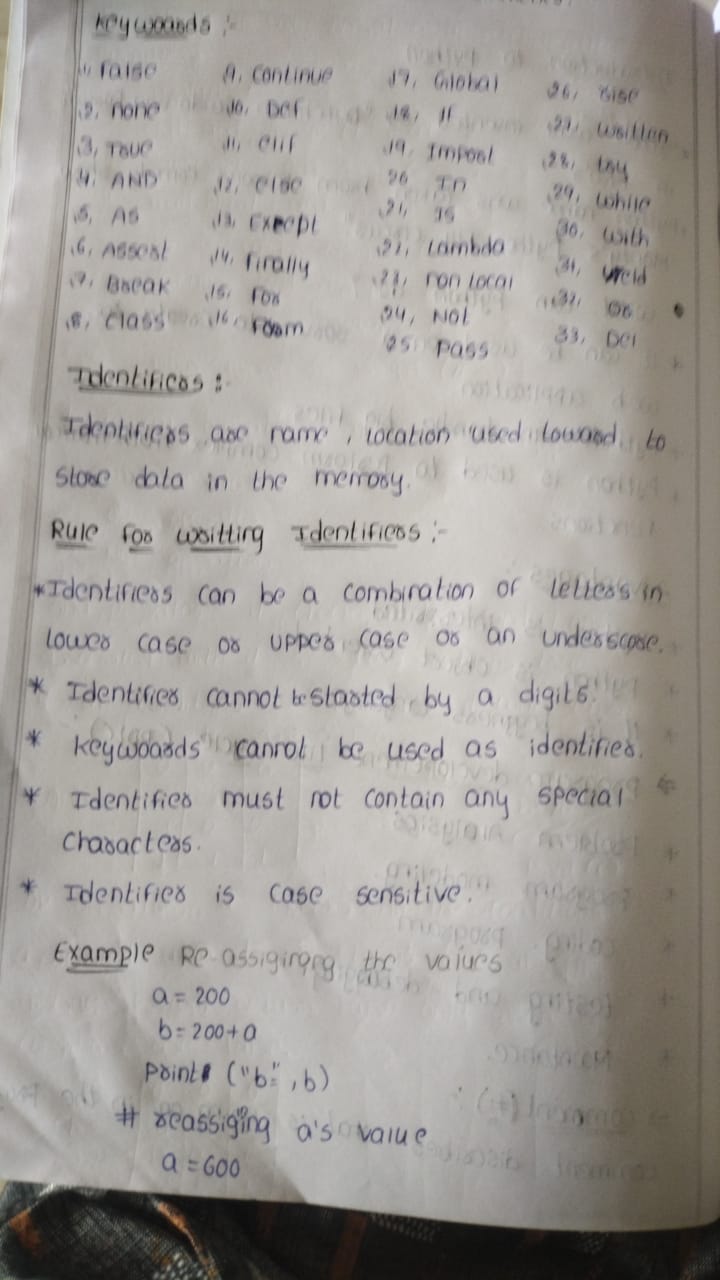 Keywoards :-
1, False 9, Continue 17, Global 26, rise
2, None 10, Def 18, If 27, writter
3, True 11, Elif 19, Import 28, try
4, AND 12, else 20 In 29, while
5, AS 13, Except 21, IS 30, with
6, Assert 14, Finally 22, Lambda 31, yeild
7, Break 15, For 23, non local 32, Or
8, Class 16, From 24, Not 33, Del
25, Pass
Identifiers :-
Identifiers are name, location used toward to
store data in the memory.
Rule for writting Identifiers :-
*Identifiers can be a combination of letters in
lower case or upper case or an underscore.
* Identifier cannot be started by a digits.
* Keywoards cannot be used as identifier.
* Identifier must not contain any special
characters.
* Identifier is case sensitive.
Example Re-assigirorg the values
a = 200
b = 200+a
print ("b=", b)
# reassiging a's value
a = 600